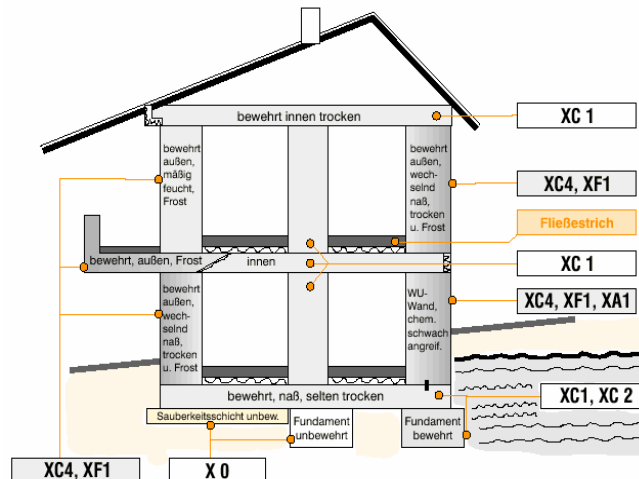 bewehrt innen trocken
XC 1
bewehrt
außen,
mäßig
feucht,
Frost
bewehrt
außen,
wech-
selnd
naß,
trocken
u. Frost
XC4, XF1
Fließestrich
bewehrt, außen, Frost
innen
XC 1
bewehrt
außen,
wech-
selnd
naß,
trocken
u. Frost
WU-
Wand,
chem.
schwach
angreif.
XC4, XF1, XA1
bewehrt, naß, selten trocken
XC1, XC 2
Sauberkeitsschicht unbew.
Fundament
unbewehrt
Fundament
bewehrt
XC4, XF1
X 0